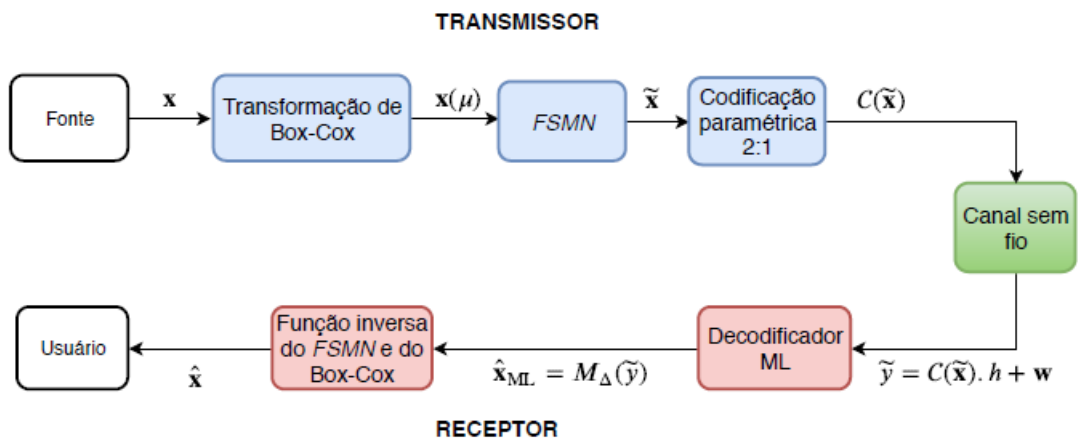 TRANSMISSOR
Fonte
x
Transformação de
Box-Cox
x(μ)
FSMN
x̃
Codificação
paramétrica
2:1
C(x̃)
Canal sem
fio
Usuário
x̂
Função inversa
do FSMN e do
Box-Cox
x̂ML = MΔ(ỹ)
Decodificador
ML
ỹ = C(x̃). h + w
RECEPTOR